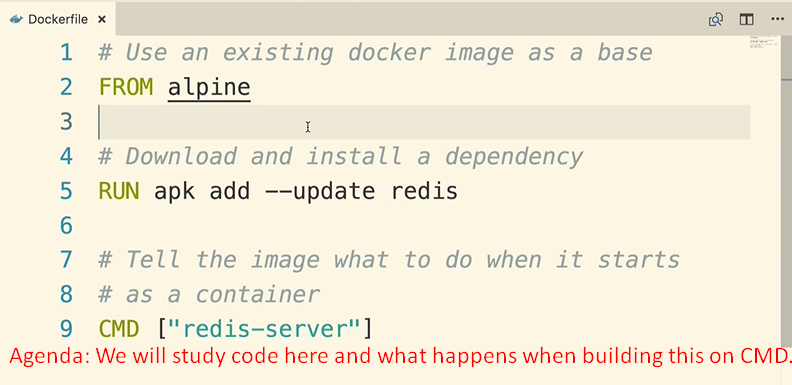 Dockerfile ×
1 # Use an existing docker image as a base
2 FROM alpine
3
4 # Download and install a dependency
5 RUN apk add --update redis
6
7 # Tell the image what to do when it starts
8 # as a container
9 CMD ["redis-server"]
Agenda: We will study code here and what happens when building this on CMD.